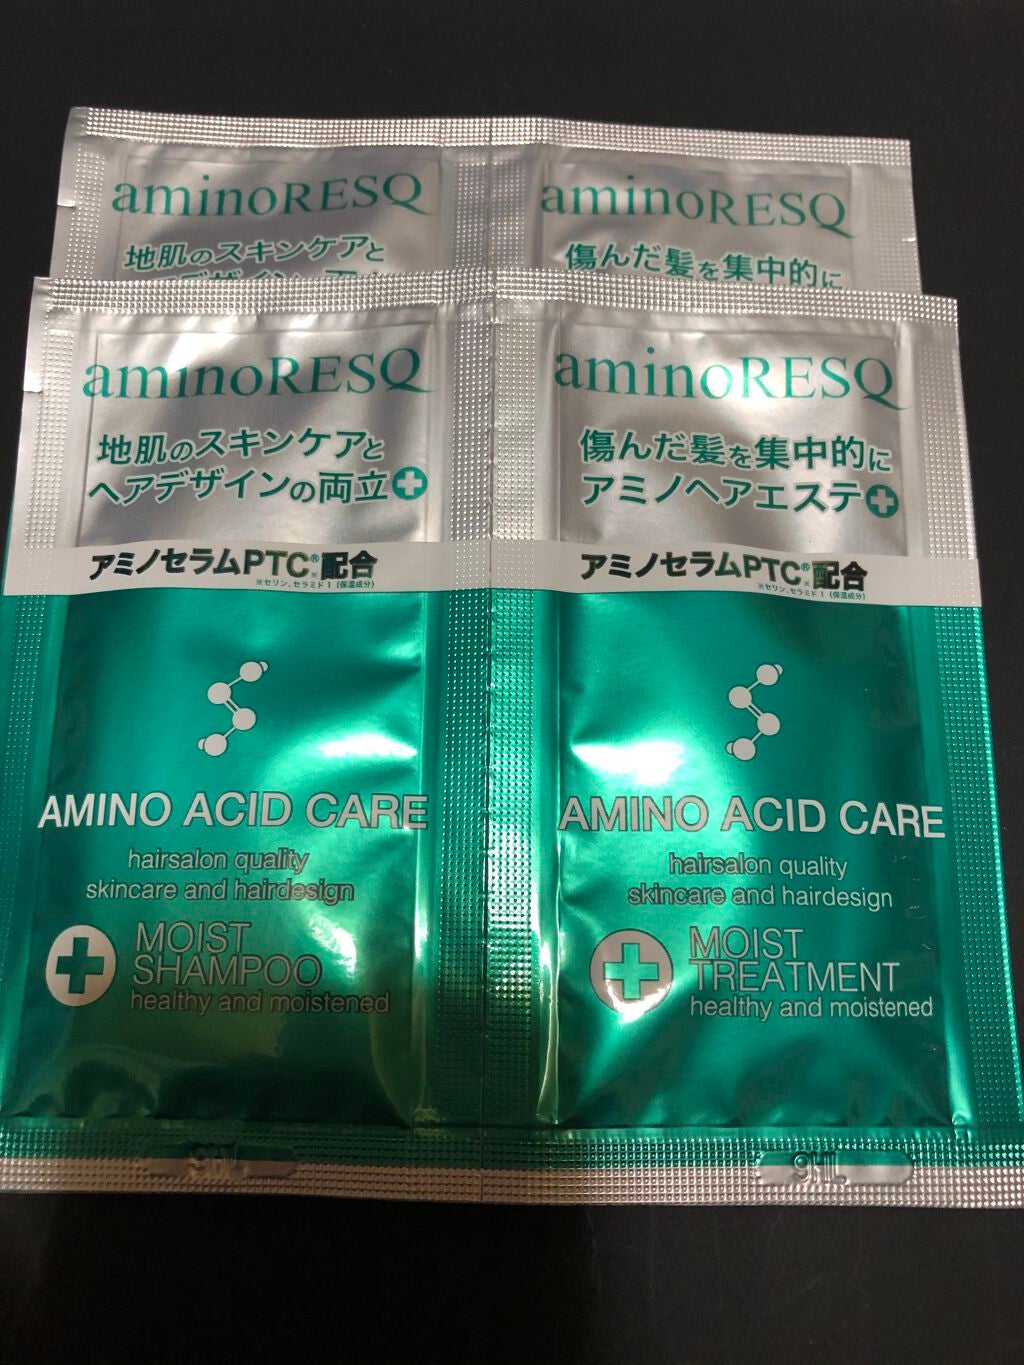 aminoRESQ
地肌のスキンケアと
aminoRESQ
傷んだ髪を集中的に
aminoRESQ
地肌のスキンケアと
ヘアデザインの両立
アミノセラムPTC®※配合
※セリン、セラミド1(保湿成分)
AMINO ACID CARE
hairsalon quality
skincare and hairdesign
MOIST
SHAMPOO
healthy and moistened
aminoRESQ
傷んだ髪を集中的に
アミノヘアエステ
アミノセラムPTC®※配合
※セリン、セラミド1(保湿成分)
AMINO ACID CARE
hairsalon quality
skincare and hairdesign
MOIST
TREATMENT
healthy and moistened